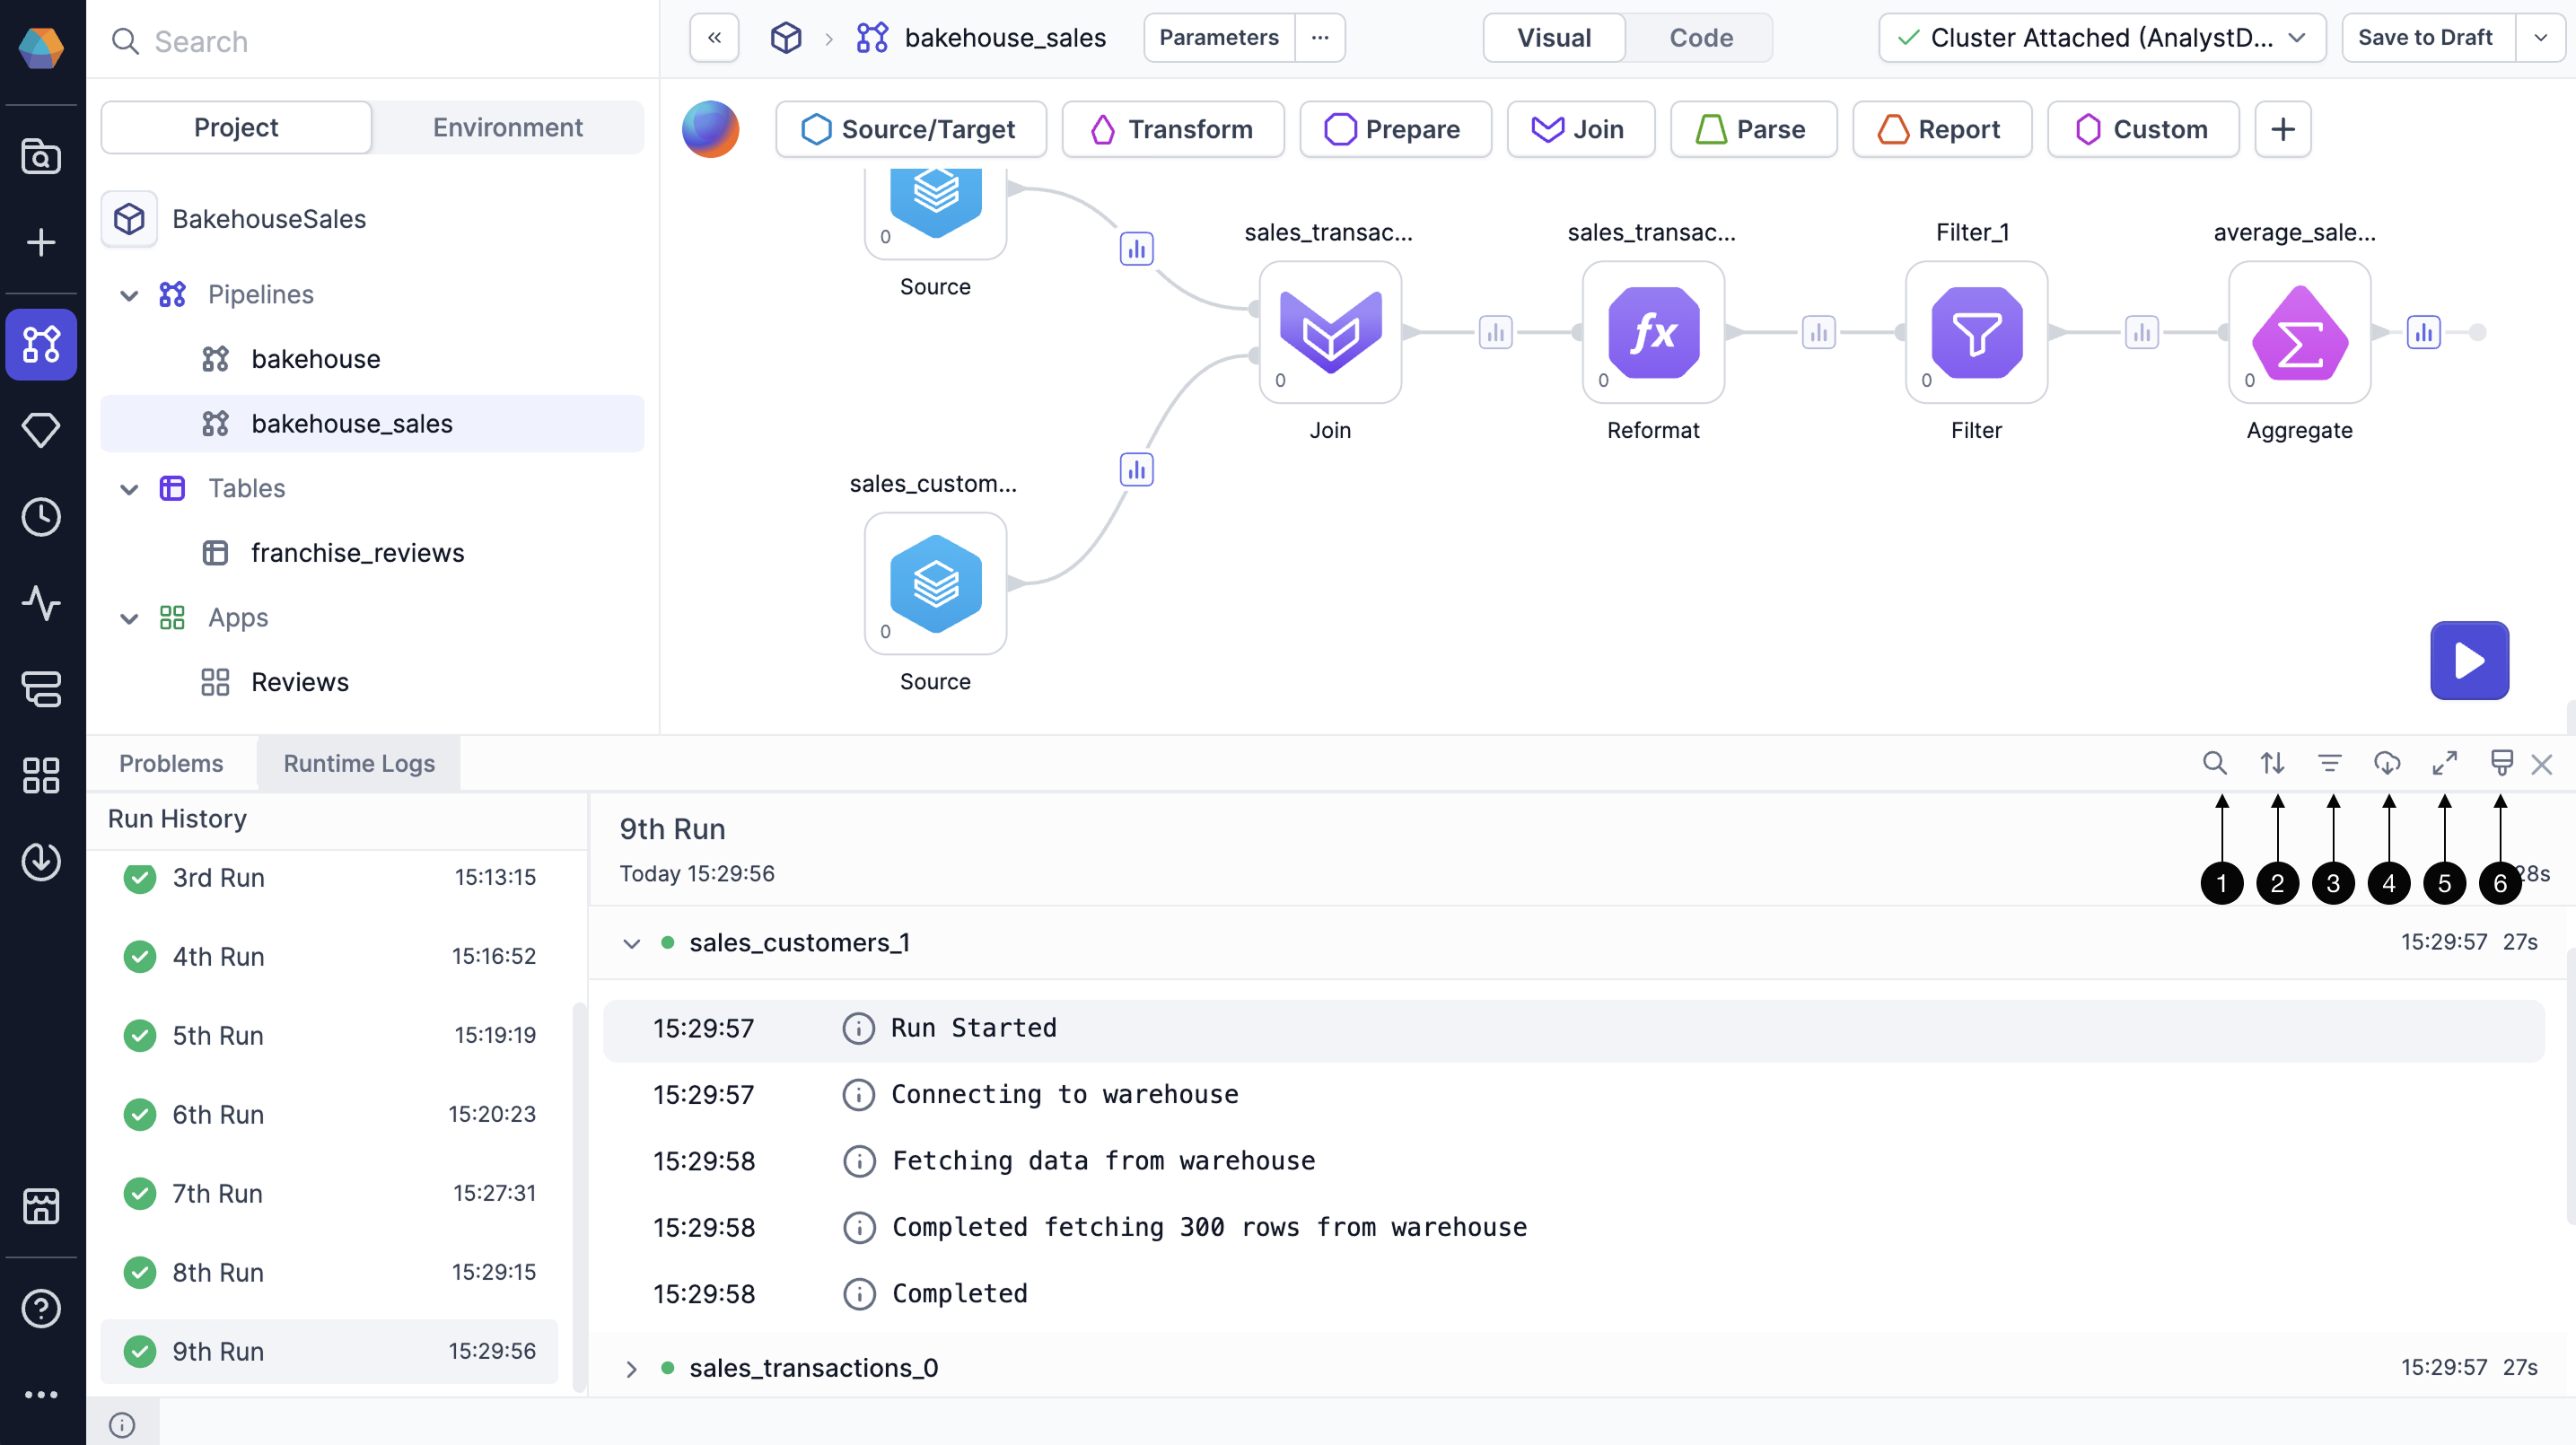 Search
bakehouse_sales
Parameters
Visual
Code
Cluster Attached (AnalystD...
Save to Draft
Project
Environment
Source/Target
Transform
Prepare
Join
Parse
Report
Custom
BakehouseSales
Pipelines
bakehouse
bakehouse_sales
Tables
franchise_reviews
Apps
Reviews
0
Source
sales_transac...
0
Join
sales_transac...
fx
0
Reformat
Filter_1
0
Filter
average_sale...
0
Aggregate
sales_custom...
0
Source
Problems
Runtime Logs
Run History
3rd Run 15:13:15
4th Run 15:16:52
5th Run 15:19:19
6th Run 15:20:23
7th Run 15:27:31
8th Run 15:29:15
9th Run 15:29:56
9th Run
Today 15:29:56
1 2 3 4 5 6
28s
sales_customers_1 15:29:57 27s
15:29:57 Run Started
15:29:57 Connecting to warehouse
15:29:58 Fetching data from warehouse
15:29:58 Completed fetching 300 rows from warehouse
15:29:58 Completed
sales_transactions_0 15:29:57 27s